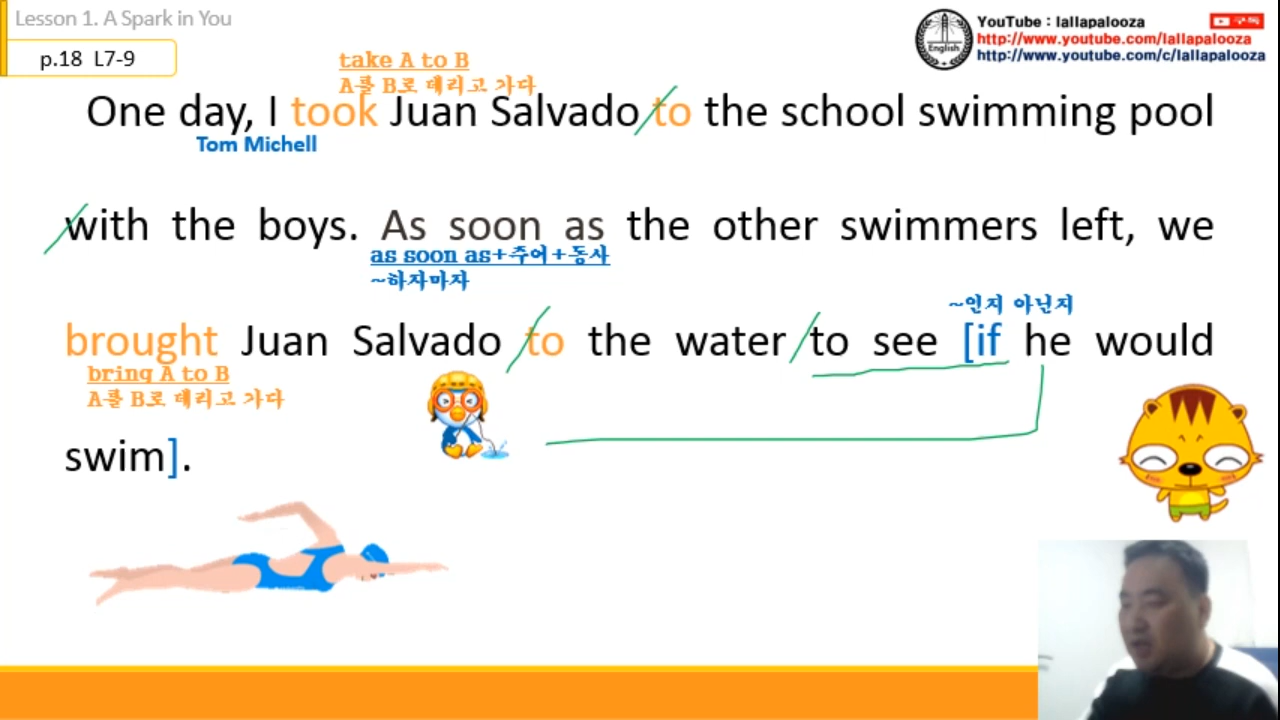 Lesson 1. A Spark in You
YouTube : lallapalooza
구독
http://www.youtube.com/lallapalooza
http://www.youtube.com/c/lallapalooza
English
p.18 L7-9
take A to B
A를 B로 데리고 가다
One day, I took Juan Salvado to the school swimming pool
Tom Michell
with the boys. As soon as the other swimmers left, we
as soon as+주어+동사
~하자마자
~인지 아닌지
brought Juan Salvado to the water to see [if he would
bring A to B
A를 B로 데리고 가다
swim].